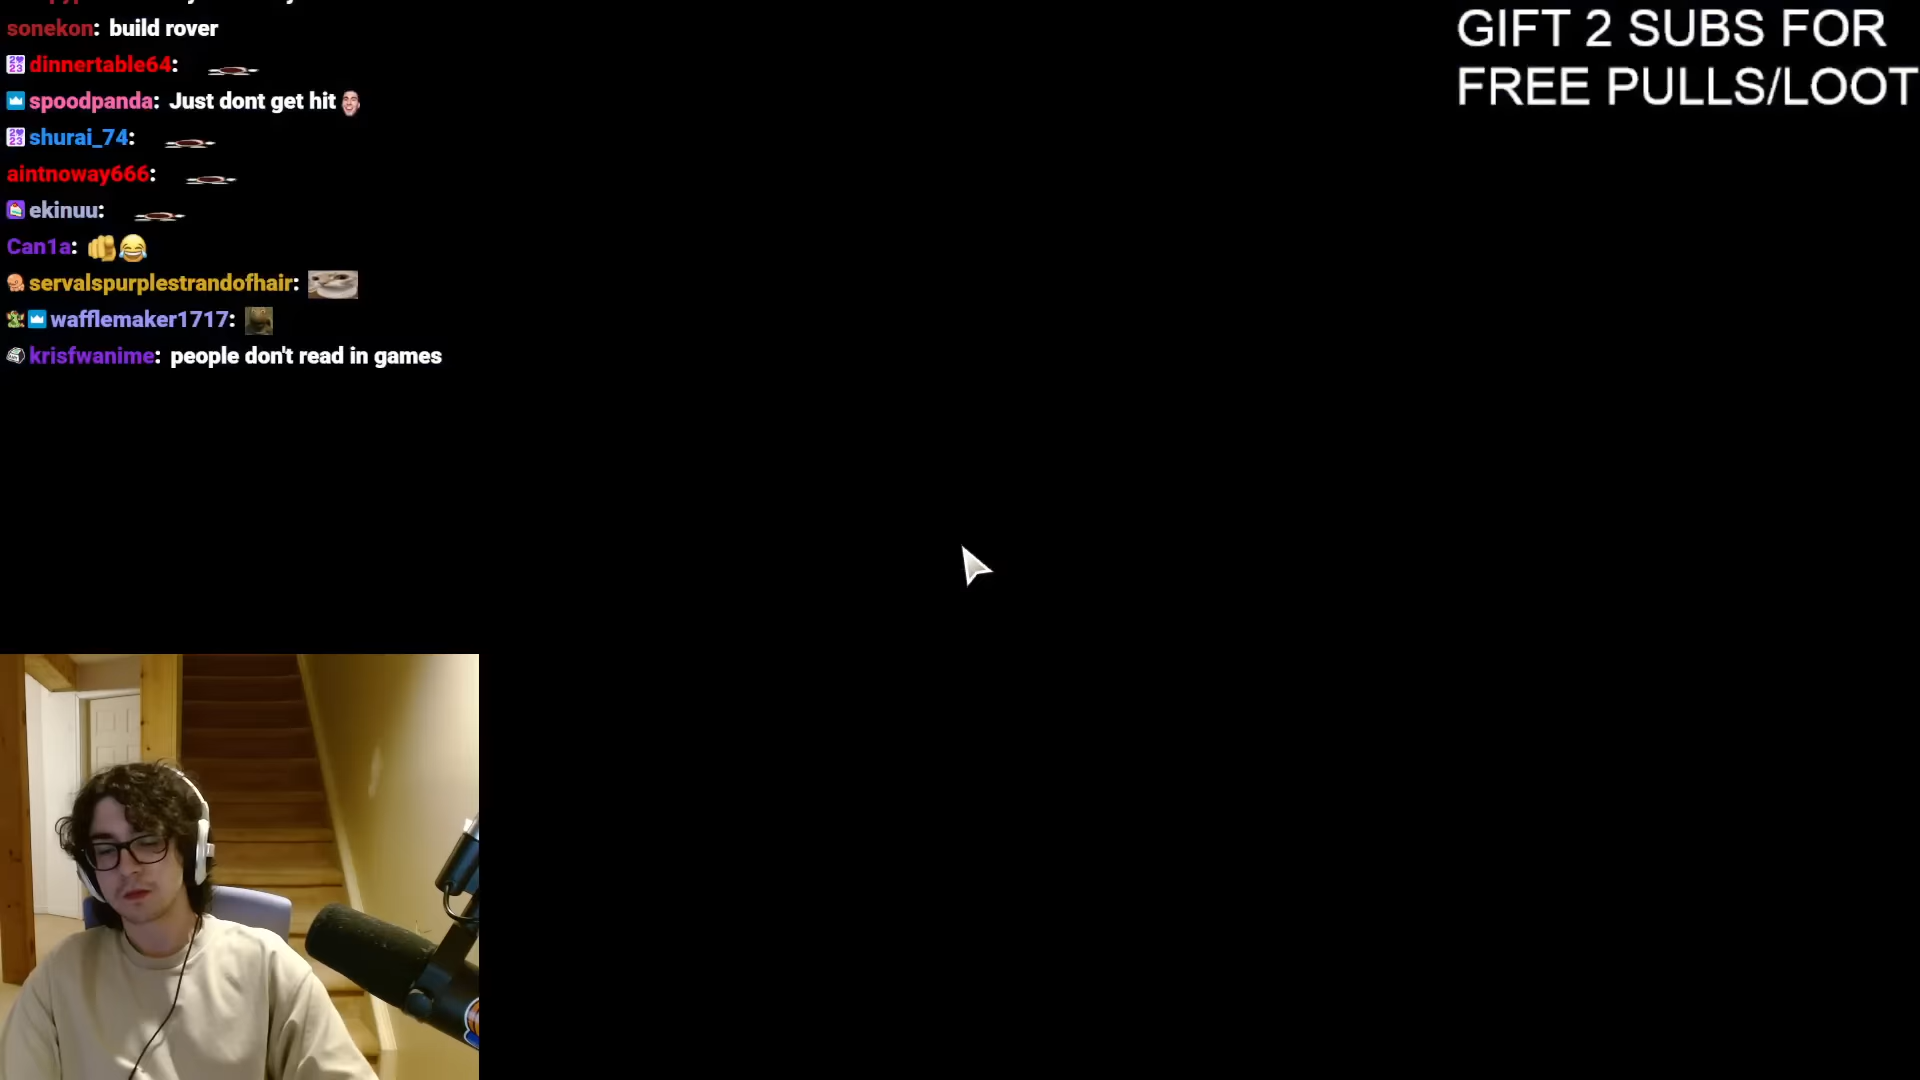 sonekon: build rover
GIFT 2 SUBS FOR
FREE PULLS/LOOT
dinnertable64:
spoodpanda: Just dont get hit
shurai_74:
aintnoway666:
ekinuu:
Can1a:
servalspurplestrandofhair:
wafflemaker1717:
krisfwanime: people don't read in games